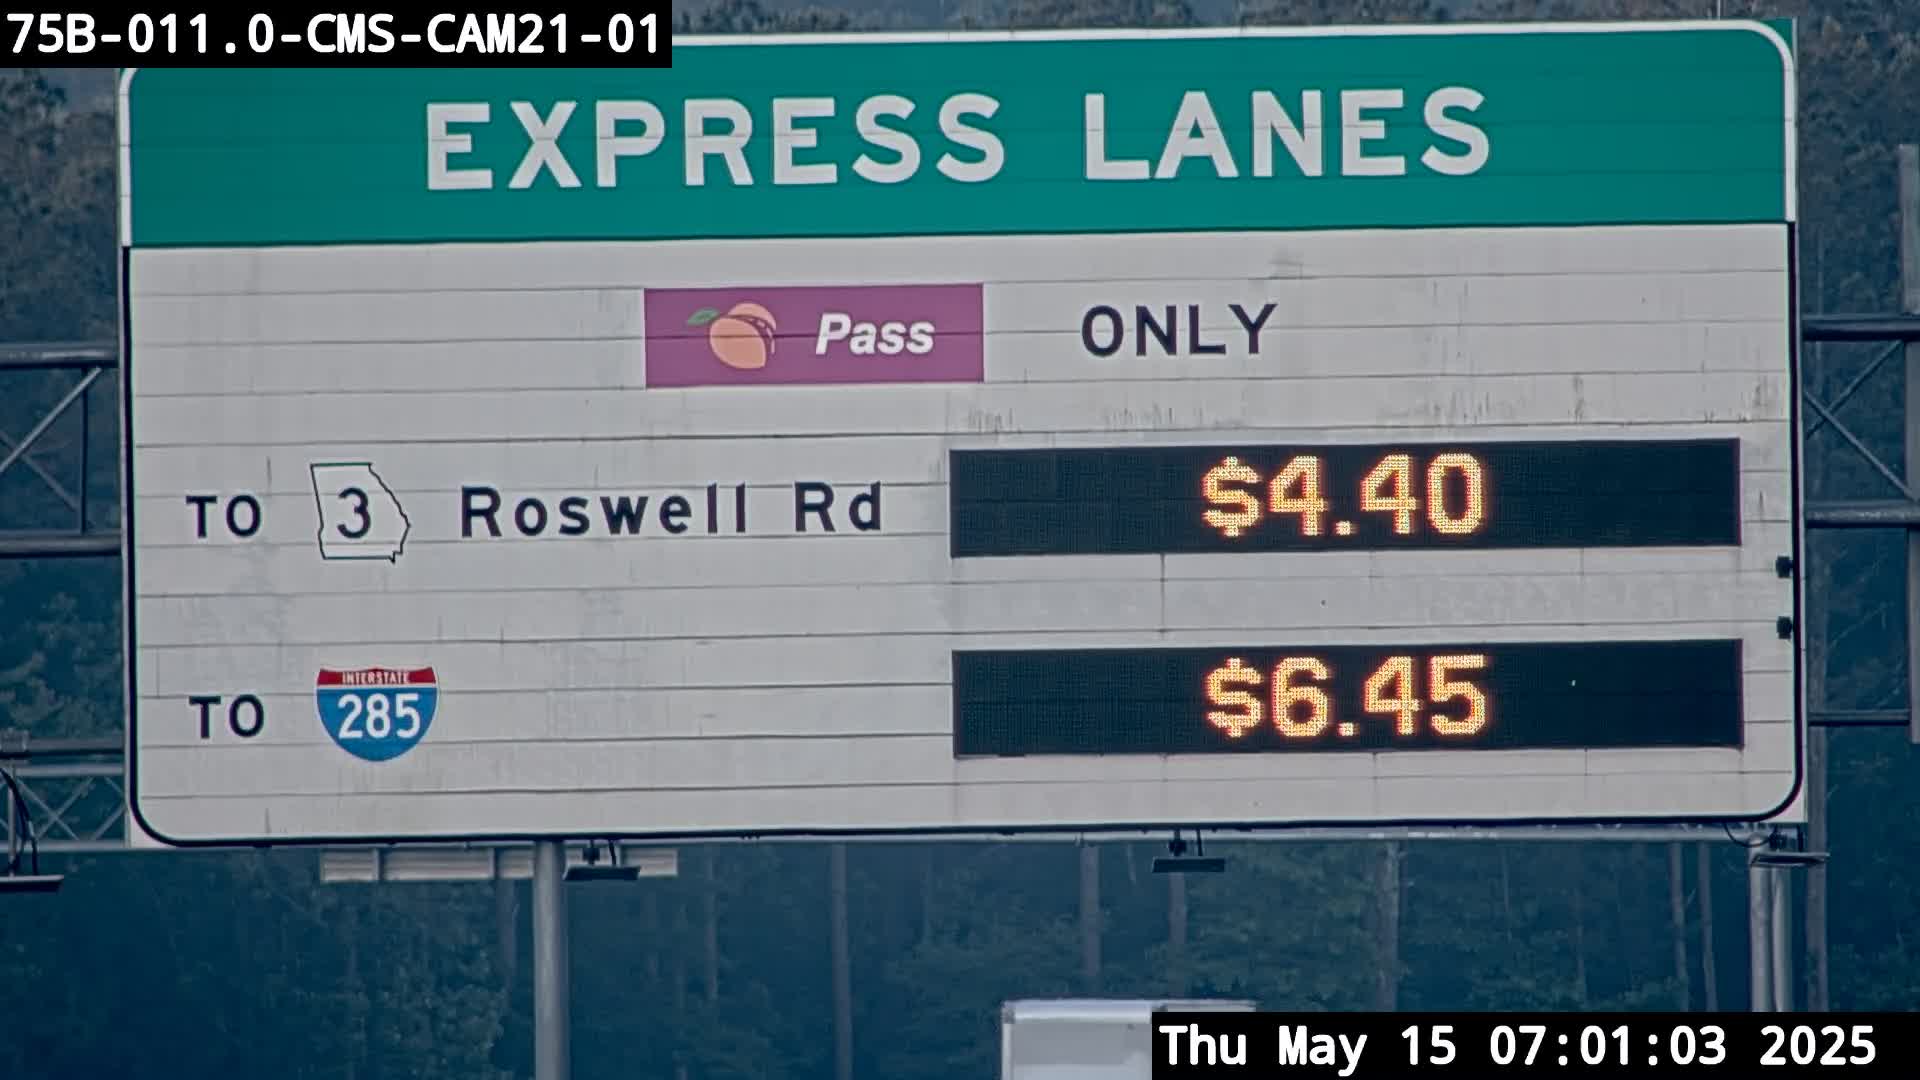 75B-011.0-CMS-CAM21-01
EXPRESS LANES
Pass ONLY
TO 3 Roswell Rd $4.40
TO INTERSTATE 285 $6.45
Thu May 15 07:01:03 2025